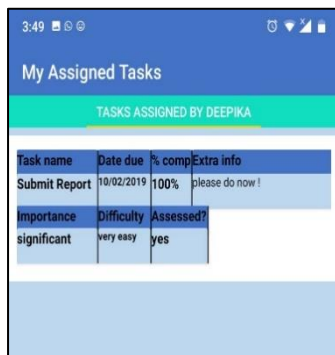 3:49
My Assigned Tasks
TASKS ASSIGNED BY DEEPIKA
Task name Date due % comp Extra info
Submit Report 10/02/2019 100% please do now !
Importance Difficulty Assessed?
significant very easy yes